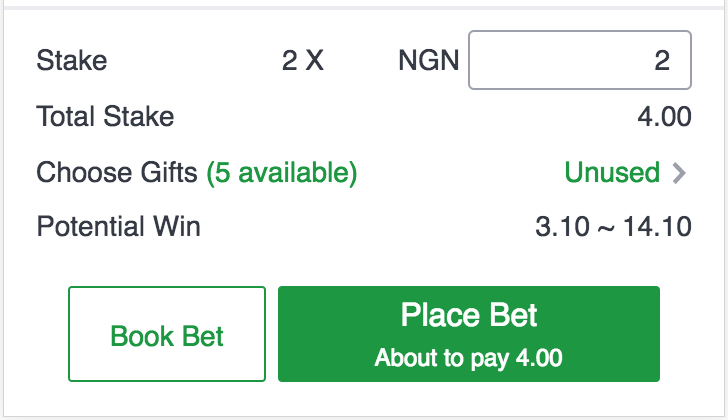 Stake 2 X NGN 2
Total Stake 4.00
Choose Gifts (5 available) Unused >
Potential Win 3.10 ~ 14.10
Book Bet
Place Bet
About to pay 4.00